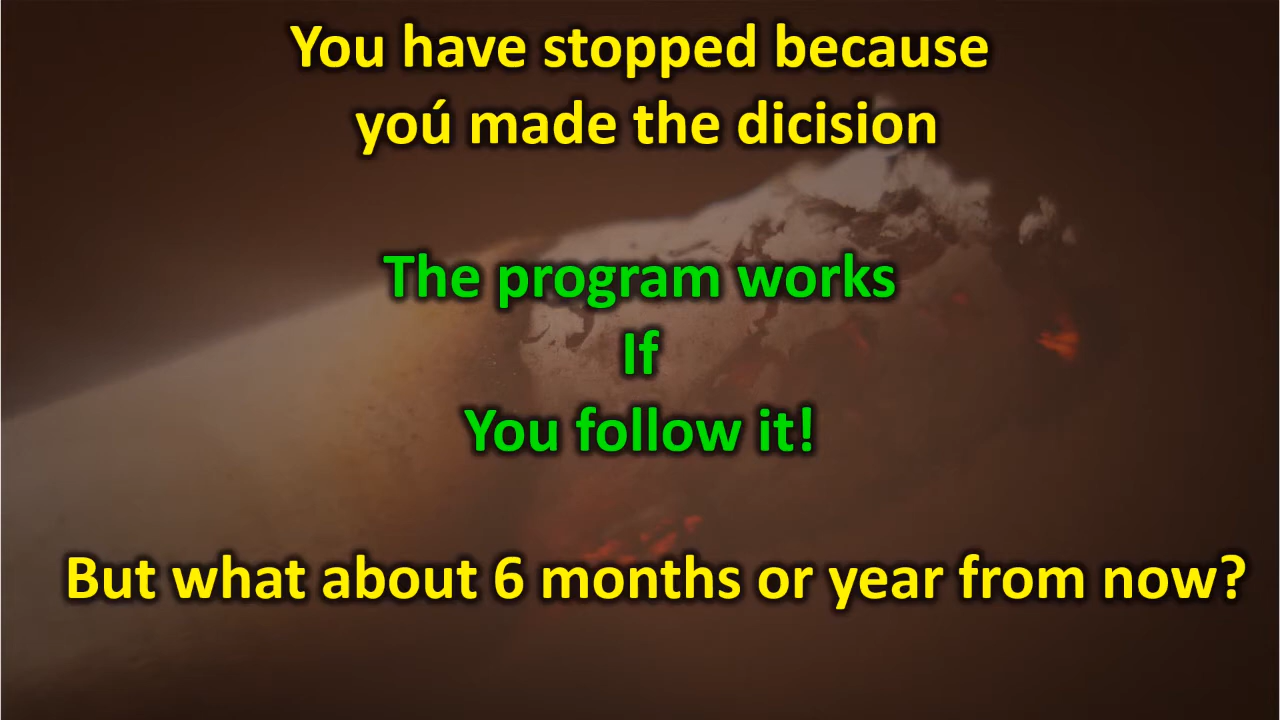 You have stopped because
yoú made the dicision
The program works
If
You follow it!
But what about 6 months or year from now?